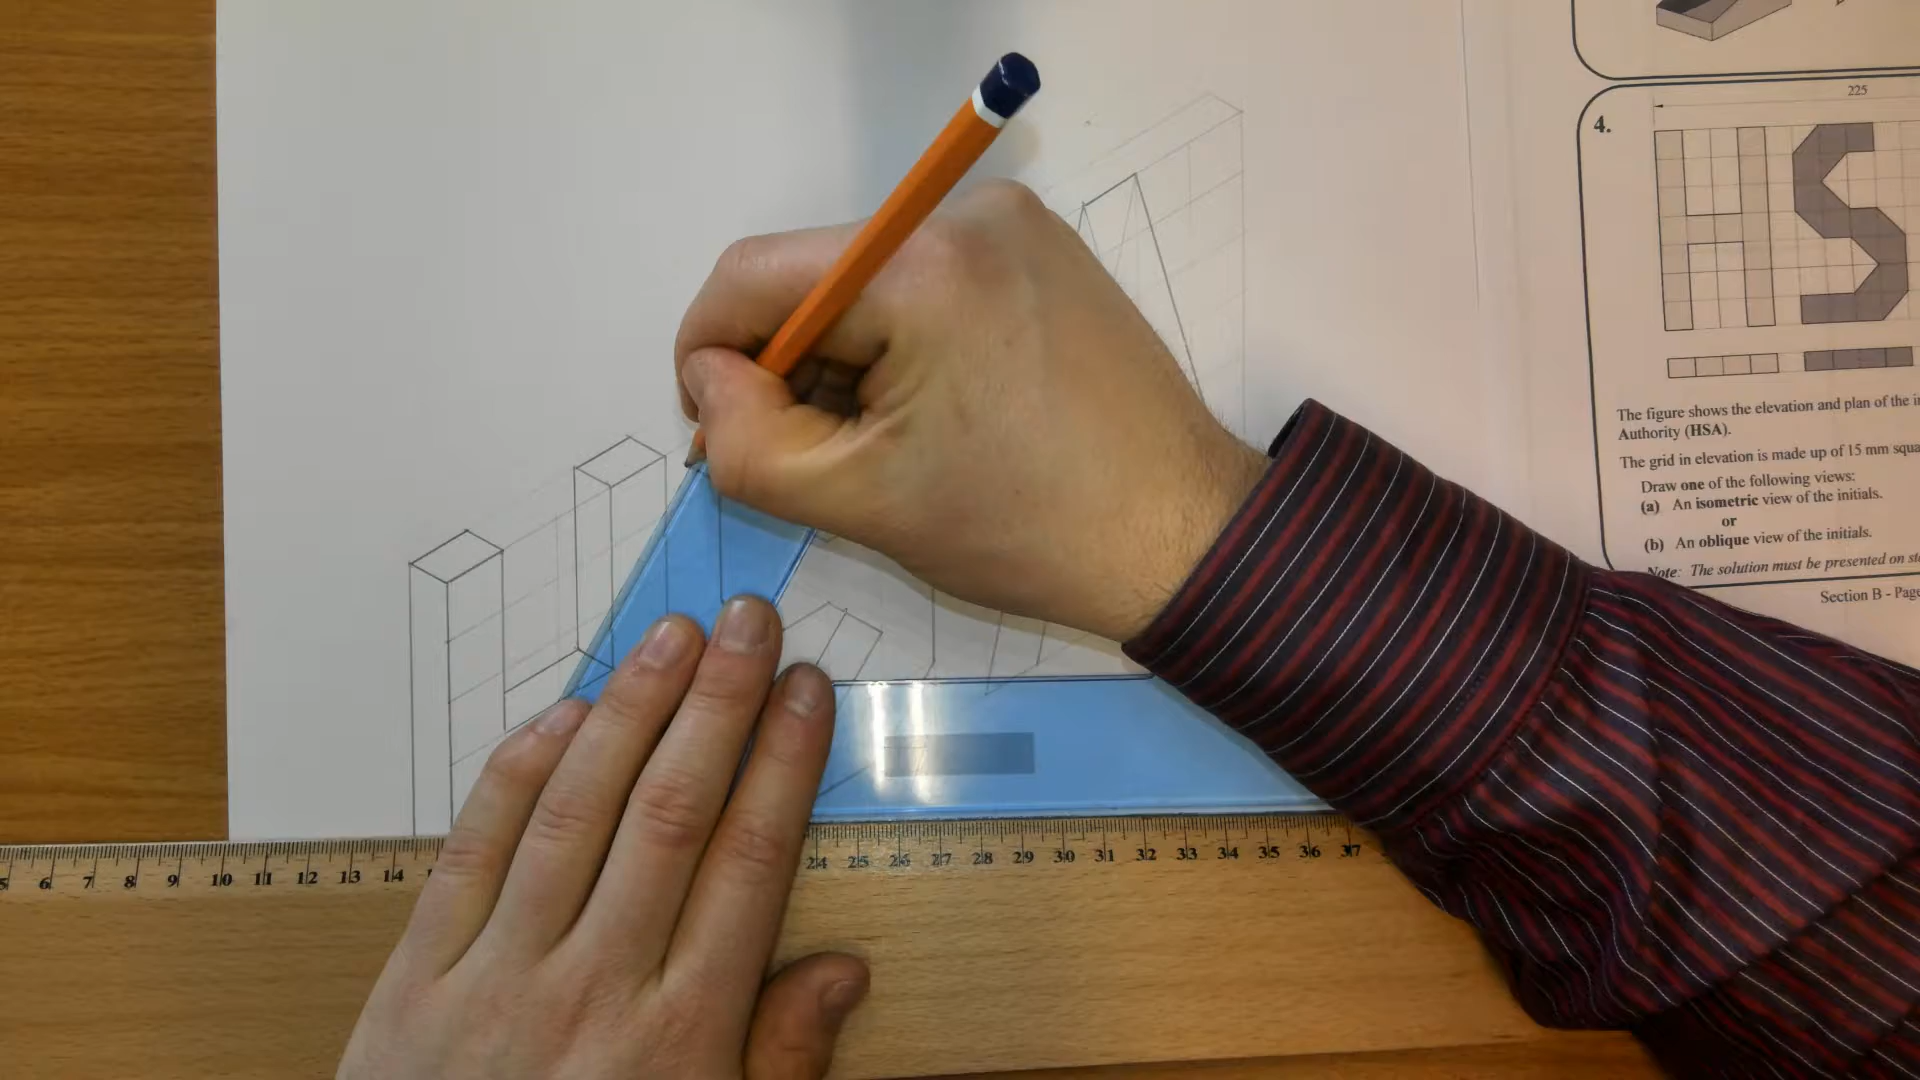 225
4.
The figure shows the elevation and plan of the
Authority (HSA).
The grid in elevation is made up of 15 mm
Draw one of the following views:
(a) An isometric view of the initials.
or
(b) An oblique view of the initials.
Note: The solution must be presented on
Section B - Page
6 7 8 9 10 11 12 13 14 24 25 26 27 28 29 30 31 32 33 34 35 36 37